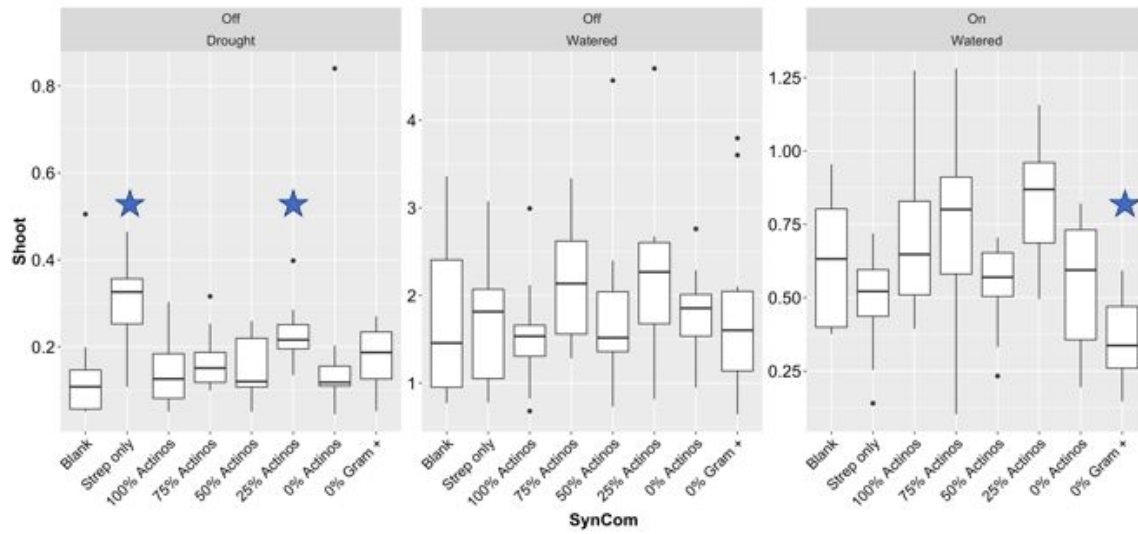 Off
Drought
Off
Watered
On
Watered
Shoot
0.8
0.6
0.4
0.2
4
3
2
1
1.25
1.00
0.75
0.50
0.25
Blank
Strep only
100% Actinos
75% Actinos
50% Actinos
25% Actinos
0% Actinos
0% Gram +
Blank
Strep only
100% Actinos
75% Actinos
50% Actinos
25% Actinos
0% Actinos
0% Gram +
Blank
Strep only
100% Actinos
75% Actinos
50% Actinos
25% Actinos
0% Actinos
0% Gram +
SynCom